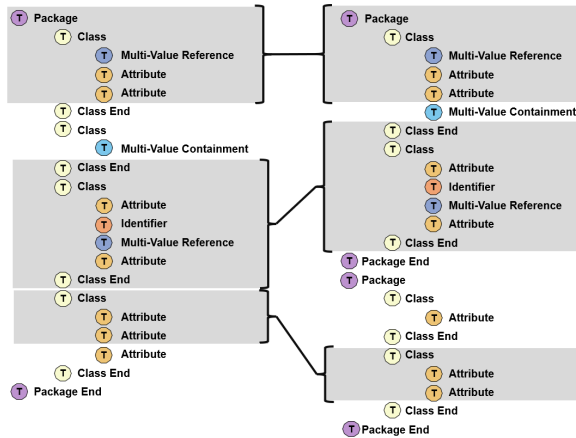 T Package
T Class
T Multi-Value Reference
T Attribute
T Attribute
T Class End
T Class
T Multi-Value Containment
T Class End
T Class
T Attribute
T Identifier
T Multi-Value Reference
T Attribute
T Class End
T Class
T Attribute
T Attribute
T Attribute
T Class End
T Package End
T Package
T Class
T Multi-Value Reference
T Attribute
T Attribute
T Multi-Value Containment
T Class End
T Class
T Attribute
T Identifier
T Multi-Value Reference
T Attribute
T Class End
T Package End
T Package
T Class
T Attribute
T Class End
T Class
T Attribute
T Attribute
T Class End
T Package End